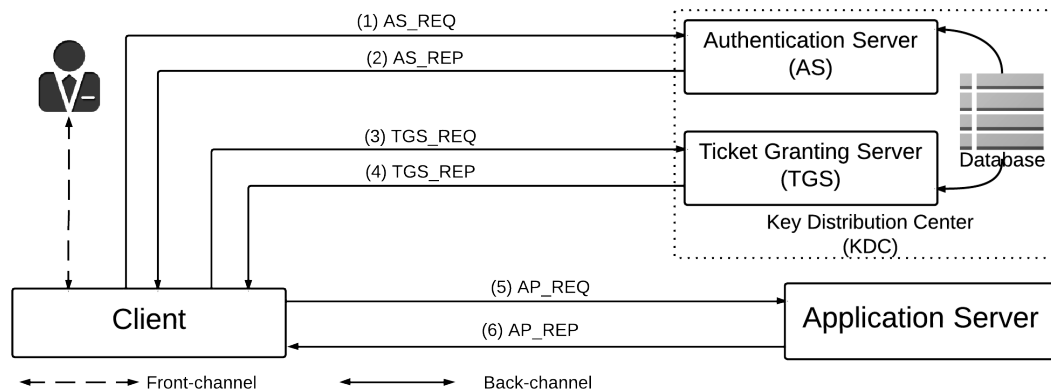 (1) AS_REQ
Authentication Server
(AS)
(2) AS_REP
(3) TGS_REQ
Ticket Granting Server
(TGS)
(4) TGS_REP
Database
Key Distribution Center
(KDC)
(5) AP_REQ
Client
Application Server
(6) AP_REP
Front-channel
Back-channel